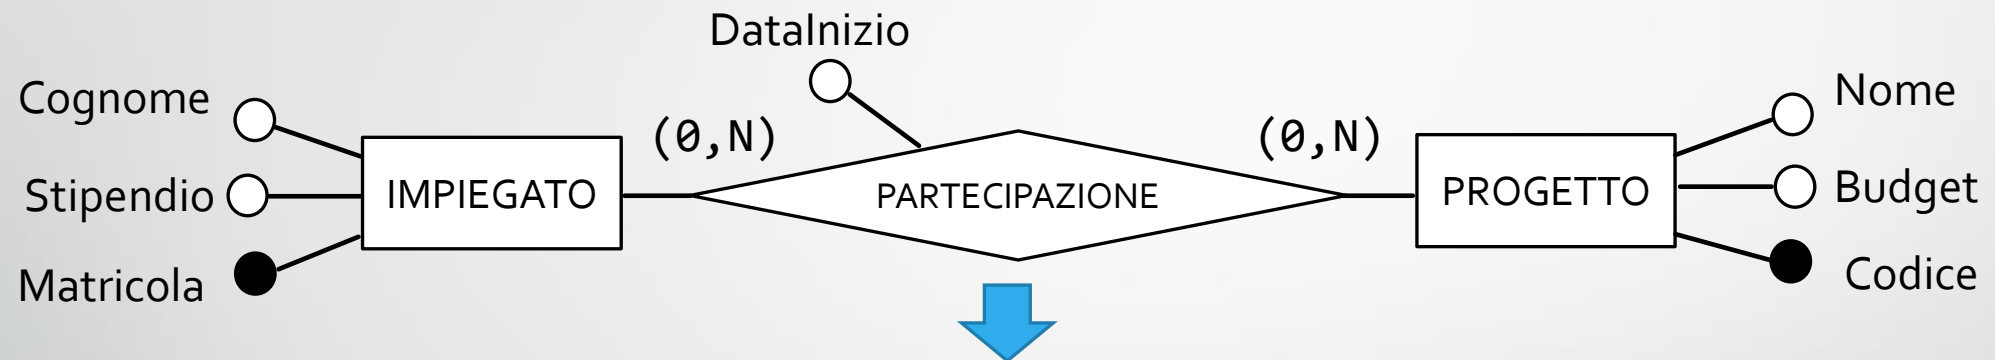 DataInizio
Cognome
(0,N)
(0,N)
Nome
Stipendio
IMPIEGATO
PARTECIPAZIONE
PROGETTO
Budget
Matricola
Codice